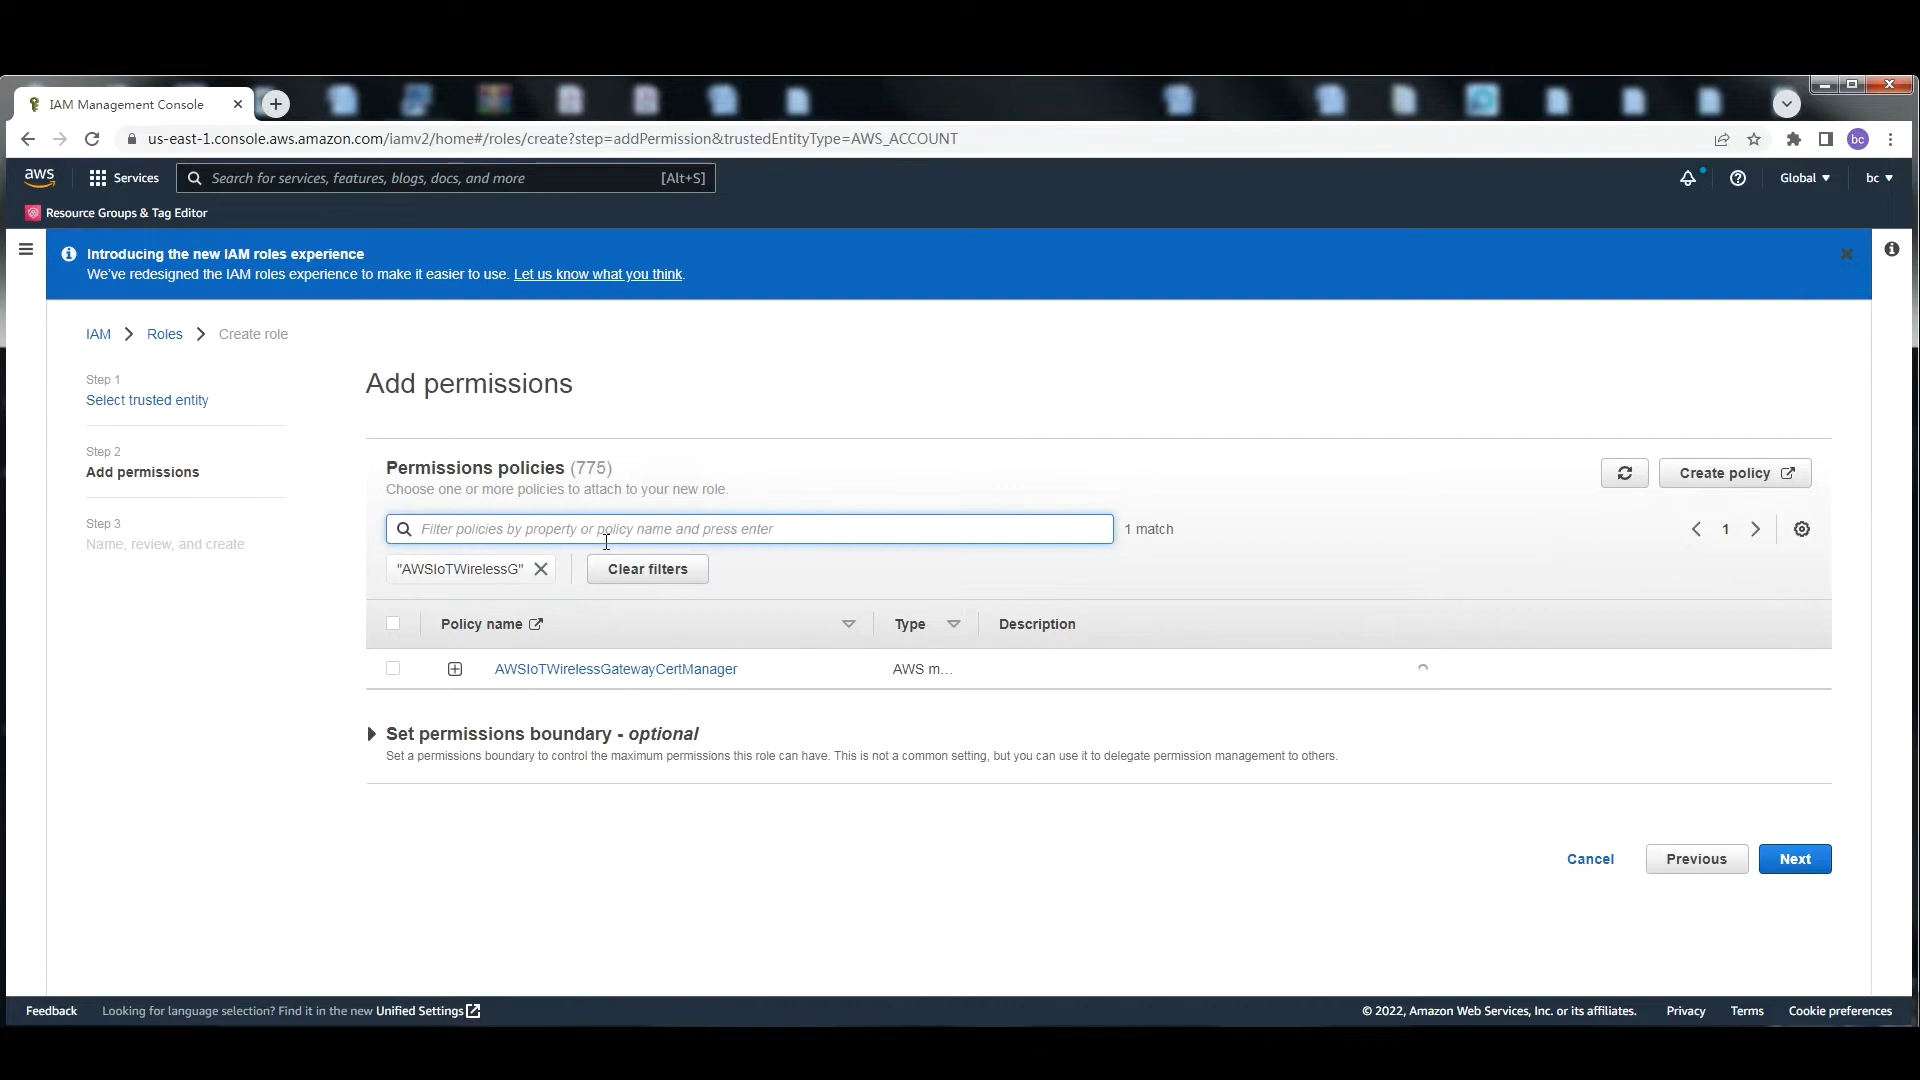 IAM Management Console
us-east-1.console.aws.amazon.com/iamv2/home#/roles/create?step=addPermission&trustedEntityType=AWS_ACCOUNT
bc
aws
Services
Search for services, features, blogs, docs, and more [Alt+S]
Global
bc
Resource Groups & Tag Editor
Introducing the new IAM roles experience
We've redesigned the IAM roles experience to make it easier to use. Let us know what you think.
IAM > Roles > Create role
Step 1
Select trusted entity
Step 2
Add permissions
Step 3
Name, review, and create
Add permissions
Permissions policies (775)
Choose one or more policies to attach to your new role.
Create policy
Filter policies by property or policy name and press enter
1 match
1
"AWSIoTWirelessG"
Clear filters
Policy name Type Description
AWSIoTWirelessGatewayCertManager AWS m...
Set permissions boundary - optional
Set a permissions boundary to control the maximum permissions this role can have. This is not a common setting, but you can use it to delegate permission management to others.
Cancel
Previous
Next
Feedback
Looking for language selection? Find it in the new Unified Settings
© 2022, Amazon Web Services, Inc. or its affiliates.
Privacy
Terms
Cookie preferences